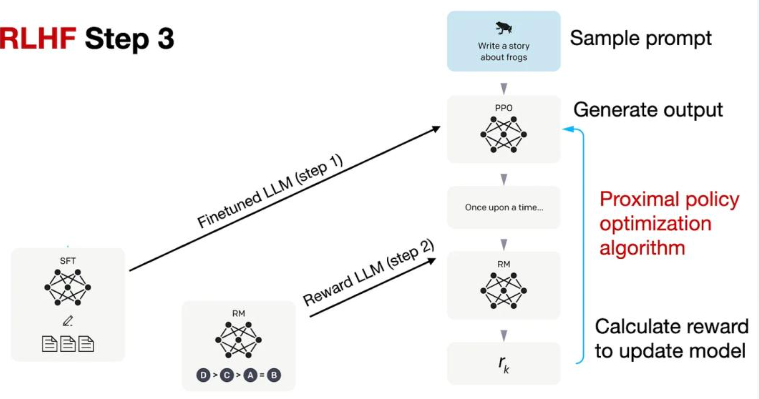 RLHF Step 3
Write a story
about frogs
Sample prompt
PPO
Generate output
Finetuned LLM (step 1)
Once upon a time...
Proximal policy
optimization
algorithm
SFT
Reward LLM (step 2)
RM
RM
D > C > A = B
Calculate reward
to update model
rₖ